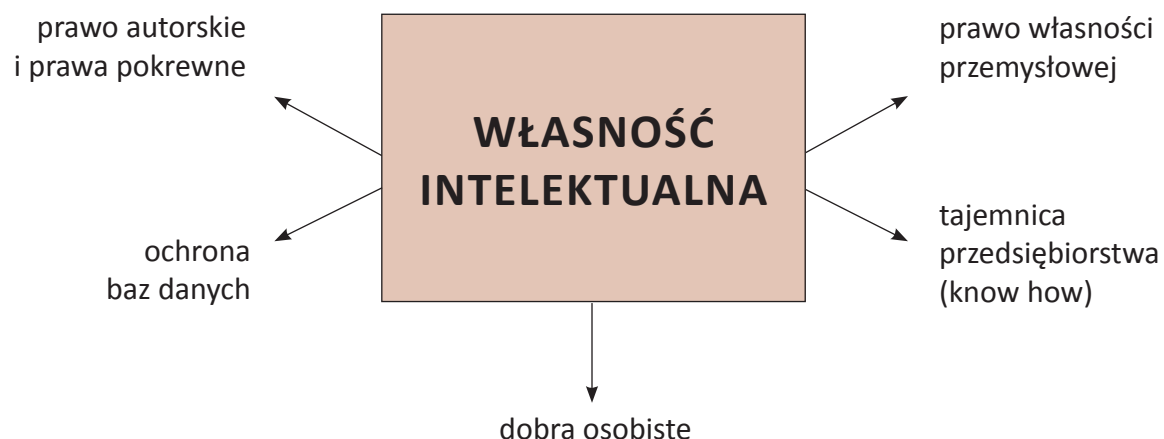 prawo autorskie
i prawa pokrewne
prawo własności
przemysłowej
WŁASNOŚĆ
INTELEKTUALNA
ochrona
baz danych
tajemnica
przedsiębiorstwa
(know how)
dobra osobiste